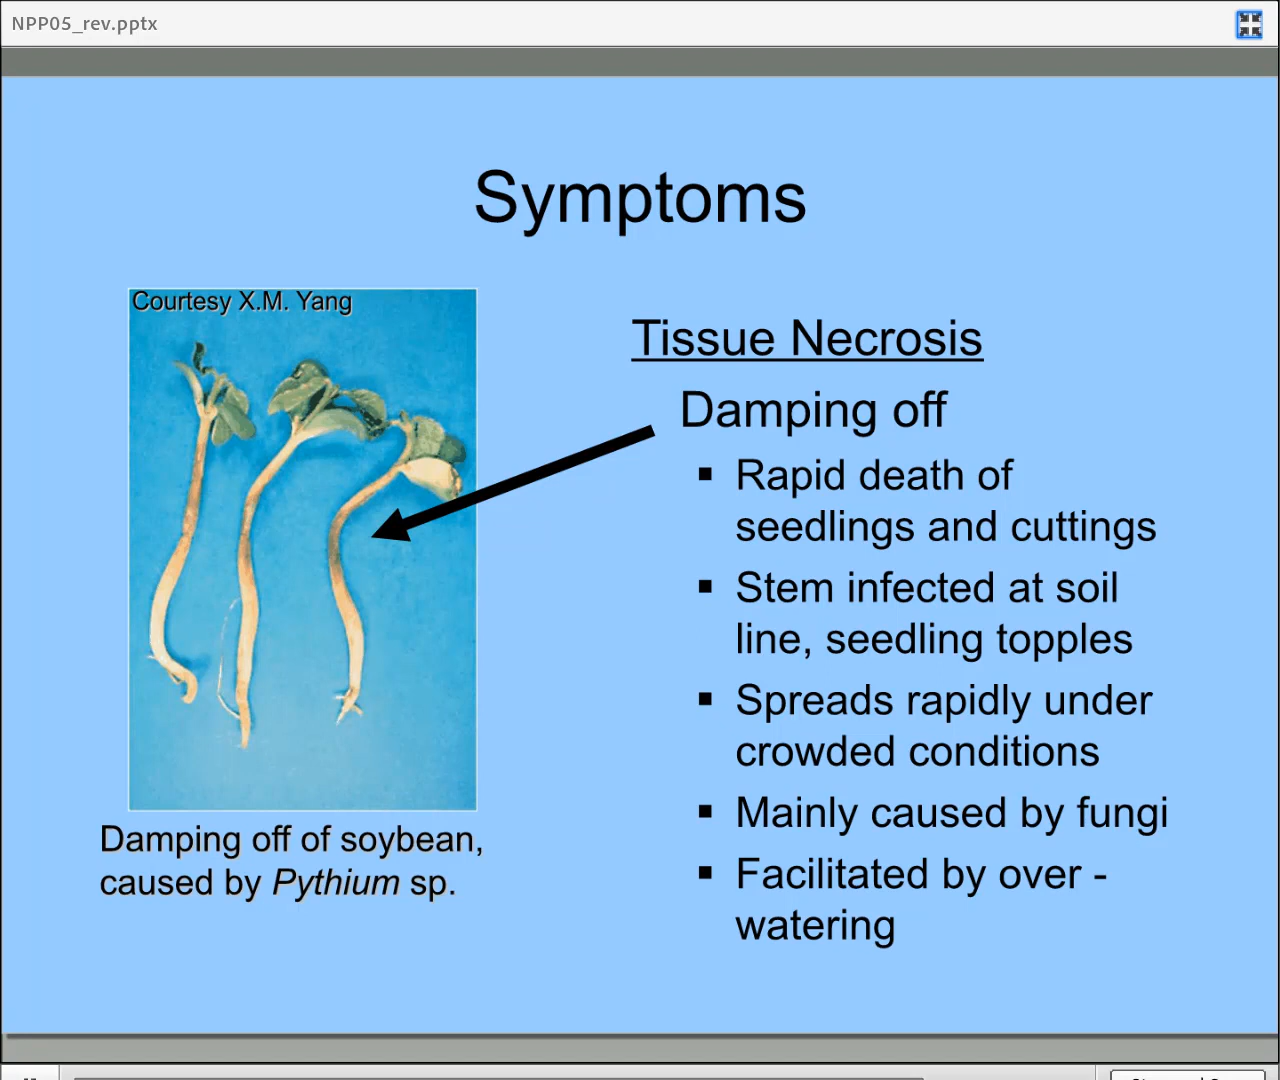 NPP05_rev.pptx
Symptoms
Courtesy X.M. Yang
Damping off of soybean,
caused by Pythium sp.
Tissue Necrosis
Damping off
▪ Rapid death of
seedlings and cuttings
▪ Stem infected at soil
line, seedling topples
▪ Spreads rapidly under
crowded conditions
▪ Mainly caused by fungi
▪ Facilitated by over -
watering